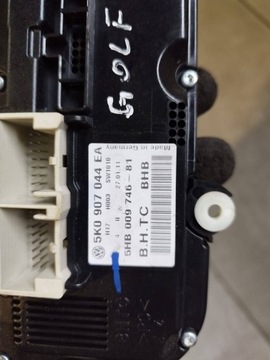 GOLF
Made in Germany
5K0 907 044 EA
H17 H003 SW1010
27.01.11
5HB 009 746-81
B.H.TC BHB